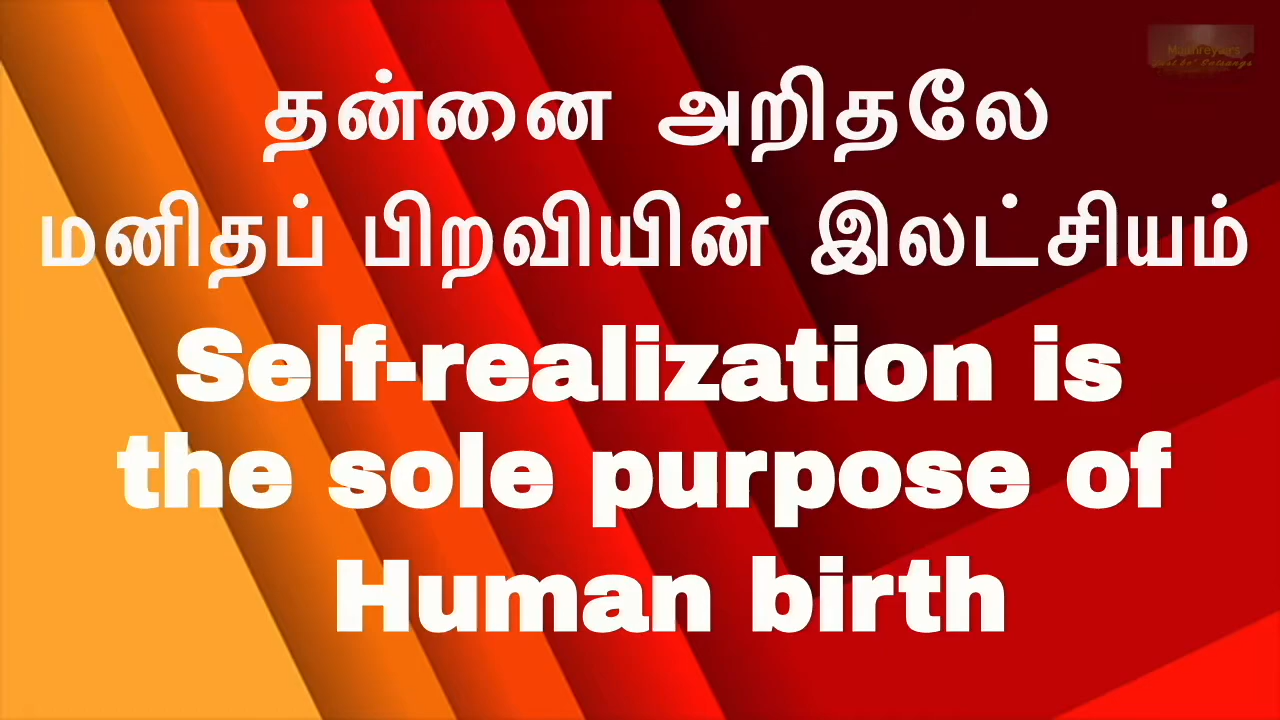 தன்னை அறிதலே
மனிதப் பிறவியின் இலட்சியம்
Self-realization is
the sole purpose of
Human birth